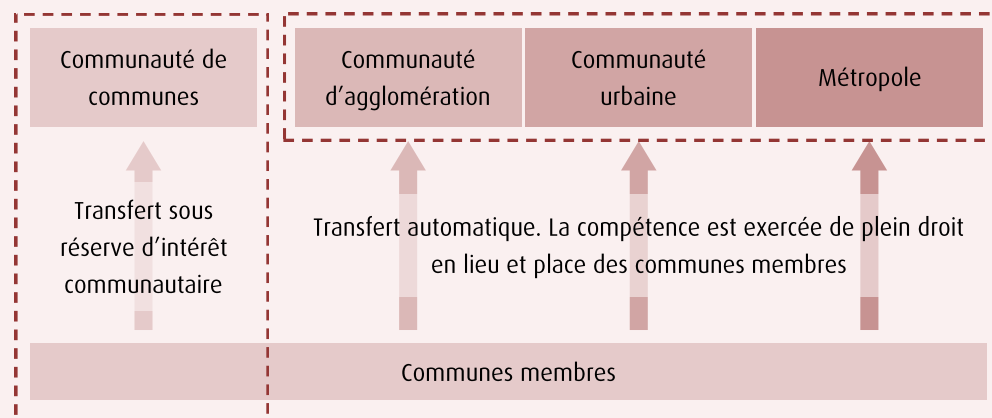 Communauté de
communes
Communauté
d’agglomération
Communauté
urbaine
Métropole
Transfert sous
réserve d’intérêt
communautaire
Transfert automatique. La compétence est exercée de plein droit
en lieu et place des communes membres
Communes membres